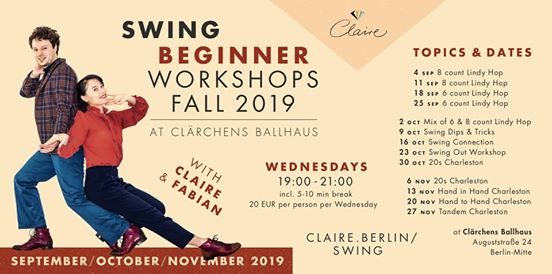 Claire
SWING
BEGINNER
WORKSHOPS
FALL 2019
AT CLÄRCHENS BALLHAUS
WITH
CLAIRE
& FABIAN
WEDNESDAYS
19:00 - 21:00
incl. 5-10 min break
20 EUR per person per Wednesday
CLAIRE.BERLIN/
SWING
SEPTEMBER/OCTOBER/NOVEMBER 2019
TOPICS & DATES
4 SEP 8 count Lindy Hop
11 SEP 8 count Lindy Hop
18 SEP 6 count Lindy Hop
25 SEP 6 count Lindy Hop
2 OCT Mix of 6 & 8 count Lindy Hop
9 OCT Swing Dips & Tricks
16 OCT Swing Connection
23 OCT Swing Out Workshop
30 OCT 20s Charleston
6 NOV 20s Charleston
13 NOV Hand in Hand Charleston
20 NOV Hand to Hand Charleston
27 NOV Tandem Charleston
at Clärchens Ballhaus
Auguststraße 24
Berlin-Mitte